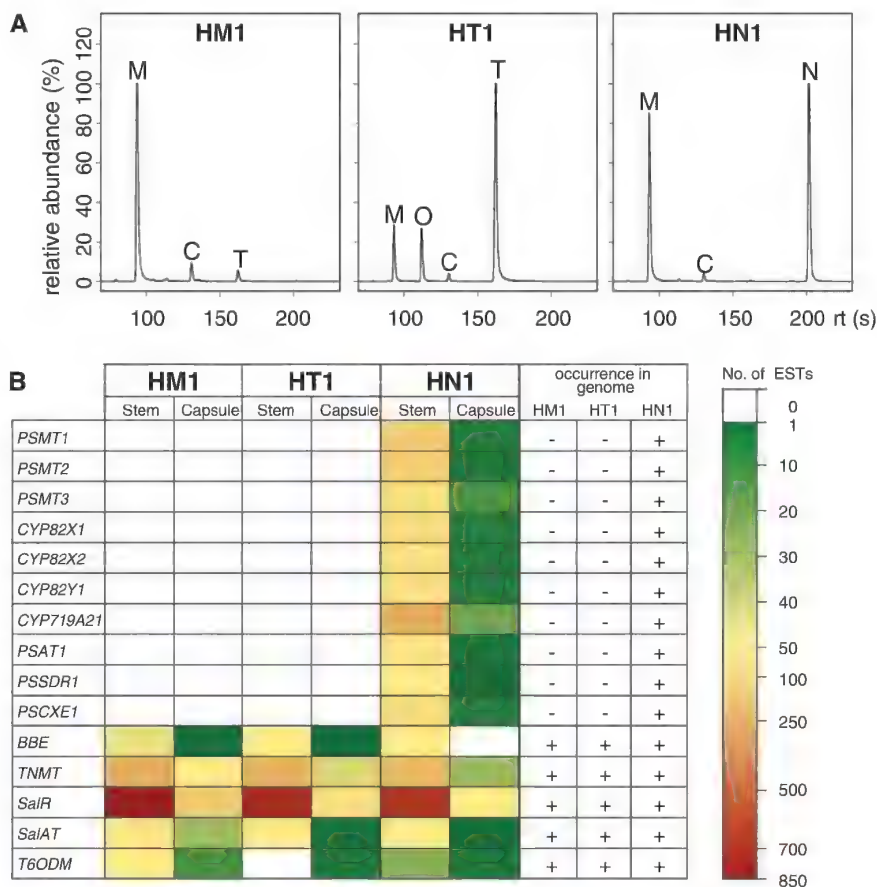 A
HM1
HT1
HN1
relative abundance (%)
120
100
80
60
40
20
0
M
C
T
M
O
C
T
M
C
N
100
150
200
100
150
200
100
150
200 rt (s)
B
HM1
HT1
HN1
occurrence in genome
No. of ESTs
Stem Capsule Stem Capsule Stem Capsule HM1 HT1 HN1
PSMT1 - - +
PSMT2 - - +
PSMT3 - - +
CYP82X1 - - +
CYP82X2 - - +
CYP82Y1 - - +
CYP719A21 - - +
PSAT1 - - +
PSSDR1 - - +
PSCXE1 - - +
BBE + + +
TNMT + + +
SalR + + +
SalAT + + +
T6ODM + + +
0
1
10
20
30
40
50
100
250
500
700
850